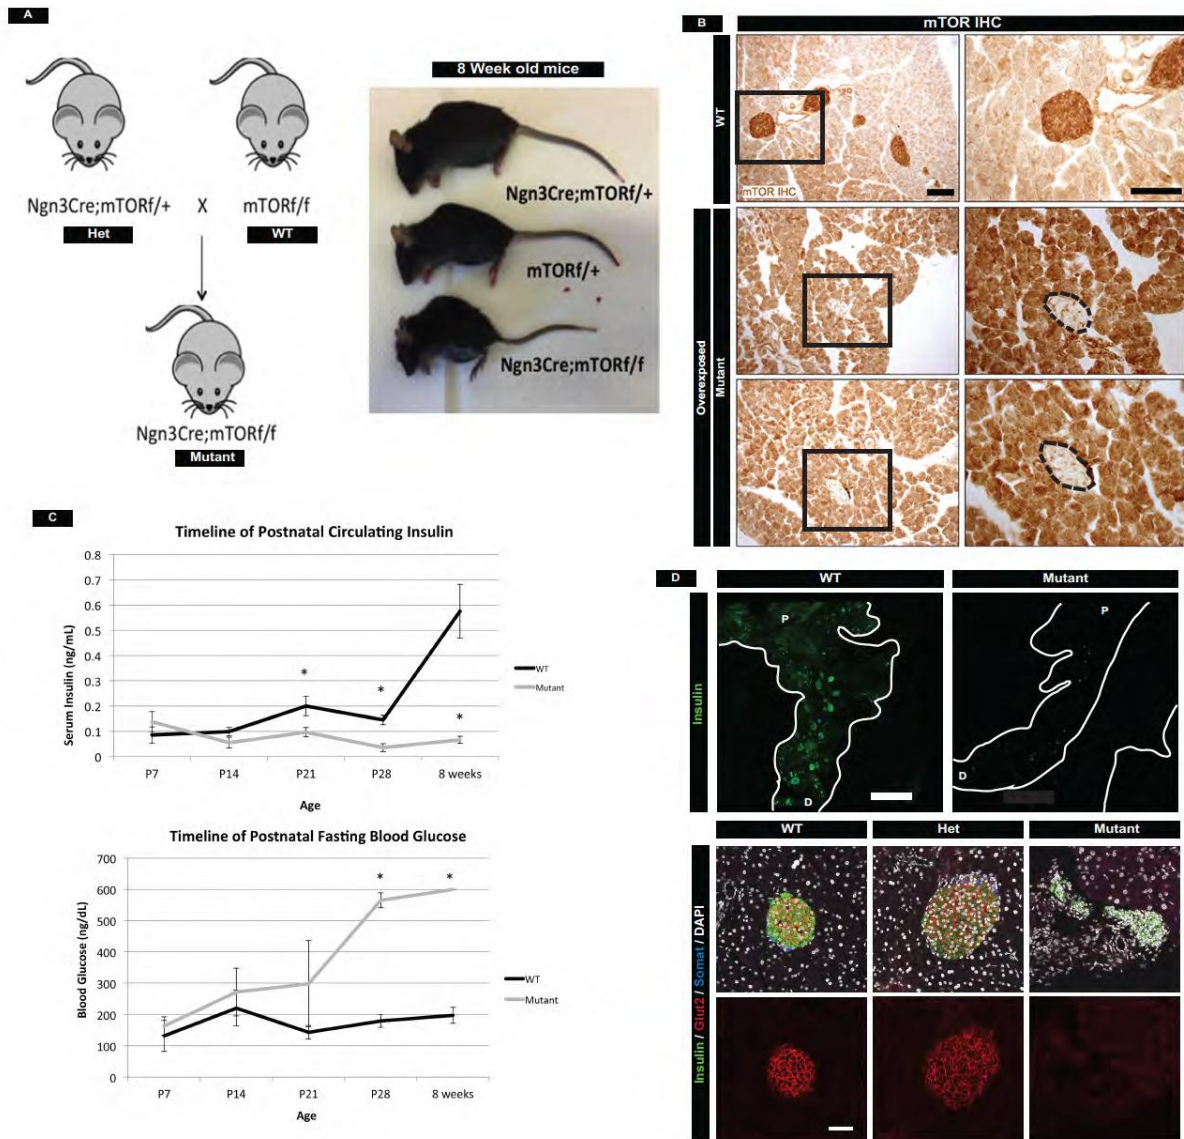 A
Ngn3Cre;mTORf/+ X mTORf/f
Het WT
Ngn3Cre;mTORf/f
Mutant
8 Week old mice
Ngn3Cre;mTORf/+
mTORf/+
Ngn3Cre;mTORf/f
B
mTOR IHC
WT
mTOR IHC
Overexposed
Mutant
C
Timeline of Postnatal Circulating Insulin
Serum Insulin (ng/mL)
0.8
0.7
0.6
0.5
0.4
0.3
0.2
0.1
0
* * *
WT
Mutant
P7 P14 P21 P28 8 weeks
Age
Timeline of Postnatal Fasting Blood Glucose
Blood Glucose (ng/dL)
700
600
500
400
300
200
100
0
* *
WT
Mutant
P7 P14 P21 P28 8 weeks
Age
D
WT Mutant
Insulin
P
D
P
D
WT Het Mutant
Insulin / Glut2 / Somat / DAPI